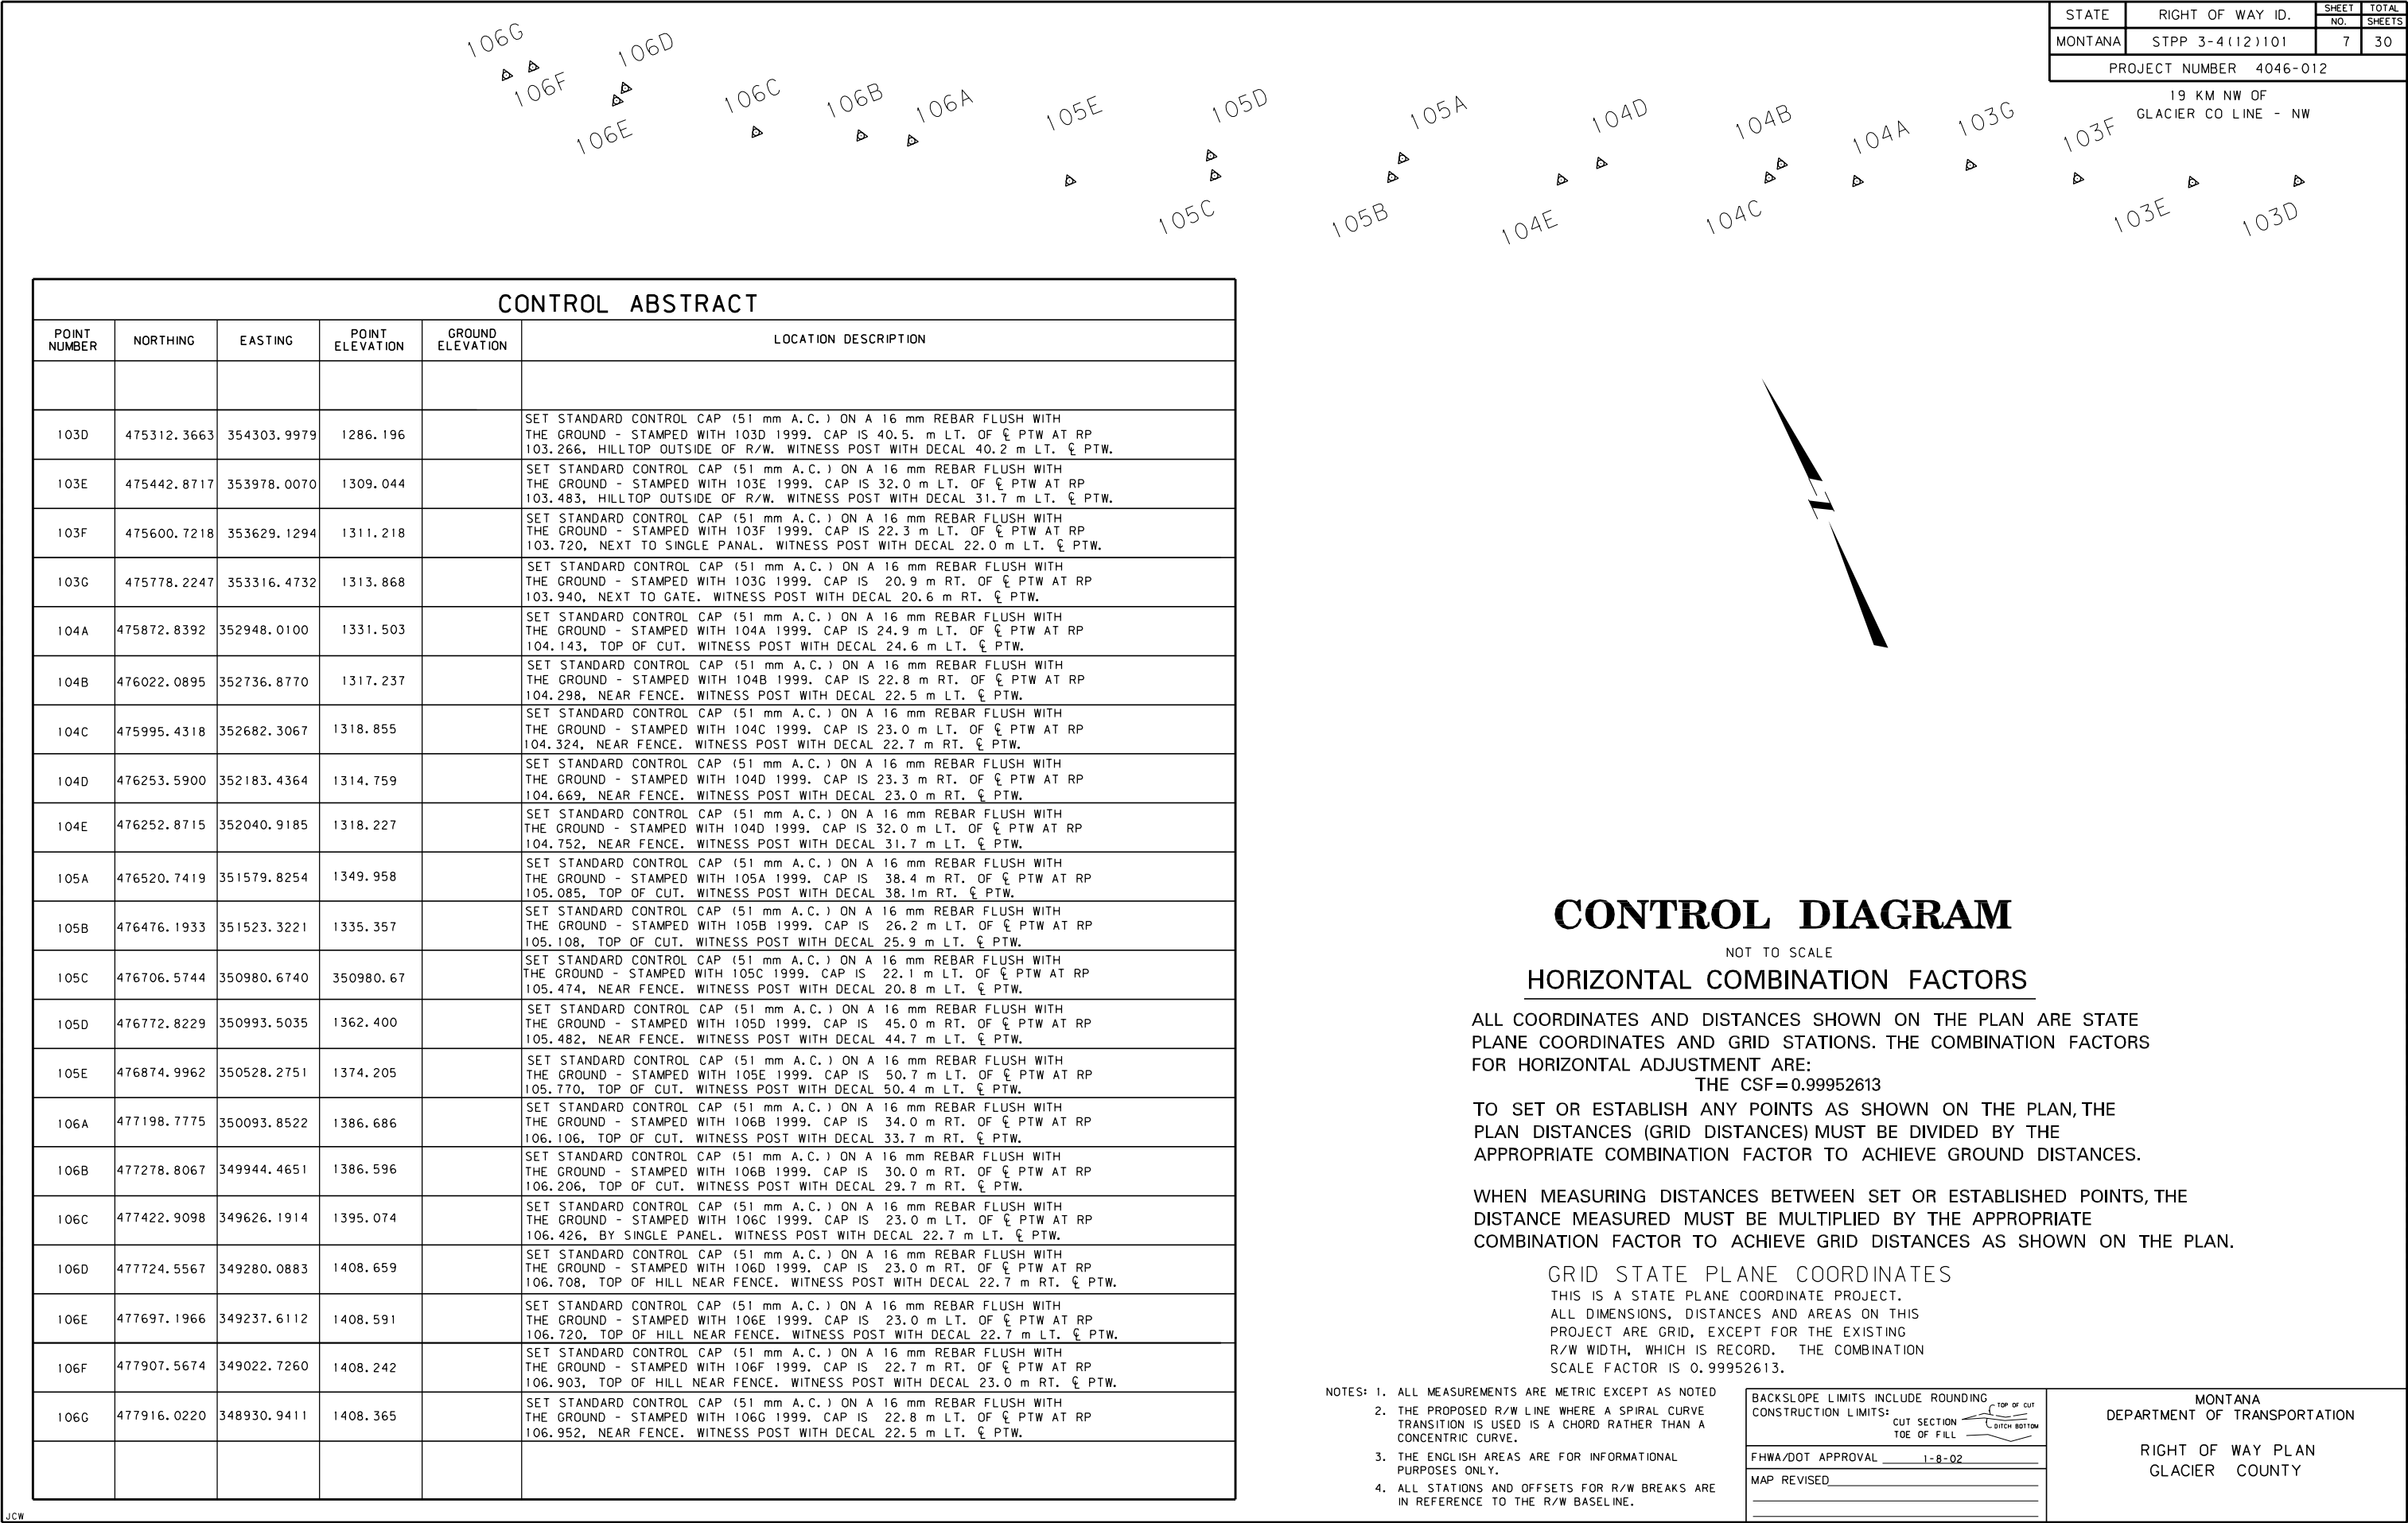 STATE RIGHT OF WAY ID. SHEET NO. TOTAL SHEETS
MONTANA STPP 3-4(12)101 7 30
PROJECT NUMBER 4046-012
19 KM NW OF
GLACIER CO LINE - NW
106G
106F
106D
106E
106C
106B
106A
105E
105D
105C
105A
105B
104D
104E
104B
104C
104A
103G
103F
103E
103D
CONTROL ABSTRACT
POINT NUMBER NORTHING EASTING POINT ELEVATION GROUND ELEVATION LOCATION DESCRIPTION
103D 475312.3663 354303.9979 1286.196
SET STANDARD CONTROL CAP (51 mm A.C.) ON A 16 mm REBAR FLUSH WITH
THE GROUND - STAMPED WITH 103D 1999. CAP IS 40.5. m LT. OF ℄ PTW AT RP
103.266, HILLTOP OUTSIDE OF R/W. WITNESS POST WITH DECAL 40.2 m LT. ℄ PTW.
103E 475442.8717 353978.0070 1309.044
SET STANDARD CONTROL CAP (51 mm A.C.) ON A 16 mm REBAR FLUSH WITH
THE GROUND - STAMPED WITH 103E 1999. CAP IS 32.0 m LT. OF ℄ PTW AT RP
103.483, HILLTOP OUTSIDE OF R/W. WITNESS POST WITH DECAL 31.7 m LT. ℄ PTW.
103F 475600.7218 353629.1294 1311.218
SET STANDARD CONTROL CAP (51 mm A.C.) ON A 16 mm REBAR FLUSH WITH
THE GROUND - STAMPED WITH 103F 1999. CAP IS 22.3 m LT. OF ℄ PTW AT RP
103.720, NEXT TO SINGLE PANAL. WITNESS POST WITH DECAL 22.0 m LT. ℄ PTW.
103G 475778.2247 353316.4732 1313.868
SET STANDARD CONTROL CAP (51 mm A.C.) ON A 16 mm REBAR FLUSH WITH
THE GROUND - STAMPED WITH 103G 1999. CAP IS 20.9 m RT. OF ℄ PTW AT RP
103.940, NEXT TO GATE. WITNESS POST WITH DECAL 20.6 m RT. ℄ PTW.
104A 475872.8392 352948.0100 1331.503
SET STANDARD CONTROL CAP (51 mm A.C.) ON A 16 mm REBAR FLUSH WITH
THE GROUND - STAMPED WITH 104A 1999. CAP IS 24.9 m LT. OF ℄ PTW AT RP
104.143, TOP OF CUT. WITNESS POST WITH DECAL 24.6 m LT. ℄ PTW.
104B 476022.0895 352736.8770 1317.237
SET STANDARD CONTROL CAP (51 mm A.C.) ON A 16 mm REBAR FLUSH WITH
THE GROUND - STAMPED WITH 104B 1999. CAP IS 22.8 m RT. OF ℄ PTW AT RP
104.298, NEAR FENCE. WITNESS POST WITH DECAL 22.5 m LT. ℄ PTW.
104C 475995.4318 352682.3067 1318.855
SET STANDARD CONTROL CAP (51 mm A.C.) ON A 16 mm REBAR FLUSH WITH
THE GROUND - STAMPED WITH 104C 1999. CAP IS 23.0 m LT. OF ℄ PTW AT RP
104.324, NEAR FENCE. WITNESS POST WITH DECAL 22.7 m RT. ℄ PTW.
104D 476253.5900 352183.4364 1314.759
SET STANDARD CONTROL CAP (51 mm A.C.) ON A 16 mm REBAR FLUSH WITH
THE GROUND - STAMPED WITH 104D 1999. CAP IS 23.3 m RT. OF ℄ PTW AT RP
104.669, NEAR FENCE. WITNESS POST WITH DECAL 23.0 m RT. ℄ PTW.
104E 476252.8715 352040.9185 1318.227
SET STANDARD CONTROL CAP (51 mm A.C.) ON A 16 mm REBAR FLUSH WITH
THE GROUND - STAMPED WITH 104D 1999. CAP IS 32.0 m LT. OF ℄ PTW AT RP
104.752, NEAR FENCE. WITNESS POST WITH DECAL 31.7 m LT. ℄ PTW.
105A 476520.7419 351579.8254 1349.958
SET STANDARD CONTROL CAP (51 mm A.C.) ON A 16 mm REBAR FLUSH WITH
THE GROUND - STAMPED WITH 105A 1999. CAP IS 38.4 m RT. OF ℄ PTW AT RP
105.085, TOP OF CUT. WITNESS POST WITH DECAL 38.1m RT. ℄ PTW.
105B 476476.1933 351523.3221 1335.357
SET STANDARD CONTROL CAP (51 mm A.C.) ON A 16 mm REBAR FLUSH WITH
THE GROUND - STAMPED WITH 105B 1999. CAP IS 26.2 m LT. OF ℄ PTW AT RP
105.108, TOP OF CUT. WITNESS POST WITH DECAL 25.9 m LT. ℄ PTW.
105C 476706.5744 350980.6740 350980.67
SET STANDARD CONTROL CAP (51 mm A.C.) ON A 16 mm REBAR FLUSH WITH
THE GROUND - STAMPED WITH 105C 1999. CAP IS 22.1 m LT. OF ℄ PTW AT RP
105.474, NEAR FENCE. WITNESS POST WITH DECAL 20.8 m LT. ℄ PTW.
105D 476772.8229 350993.5035 1362.400
SET STANDARD CONTROL CAP (51 mm A.C.) ON A 16 mm REBAR FLUSH WITH
THE GROUND - STAMPED WITH 105D 1999. CAP IS 45.0 m RT. OF ℄ PTW AT RP
105.482, NEAR FENCE. WITNESS POST WITH DECAL 44.7 m LT. ℄ PTW.
105E 476874.9962 350528.2751 1374.205
SET STANDARD CONTROL CAP (51 mm A.C.) ON A 16 mm REBAR FLUSH WITH
THE GROUND - STAMPED WITH 105E 1999. CAP IS 50.7 m LT. OF ℄ PTW AT RP
105.770, TOP OF CUT. WITNESS POST WITH DECAL 50.4 m LT. ℄ PTW.
106A 477198.7775 350093.8522 1386.686
SET STANDARD CONTROL CAP (51 mm A.C.) ON A 16 mm REBAR FLUSH WITH
THE GROUND - STAMPED WITH 106B 1999. CAP IS 34.0 m RT. OF ℄ PTW AT RP
106.106, TOP OF CUT. WITNESS POST WITH DECAL 33.7 m RT. ℄ PTW.
106B 477278.8067 349944.4651 1386.596
SET STANDARD CONTROL CAP (51 mm A.C.) ON A 16 mm REBAR FLUSH WITH
THE GROUND - STAMPED WITH 106B 1999. CAP IS 30.0 m RT. OF ℄ PTW AT RP
106.206, TOP OF CUT. WITNESS POST WITH DECAL 29.7 m RT. ℄ PTW.
106C 477422.9098 349626.1914 1395.074
SET STANDARD CONTROL CAP (51 mm A.C.) ON A 16 mm REBAR FLUSH WITH
THE GROUND - STAMPED WITH 106C 1999. CAP IS 23.0 m LT. OF ℄ PTW AT RP
106.426, BY SINGLE PANEL. WITNESS POST WITH DECAL 22.7 m LT. ℄ PTW.
106D 477724.5567 349280.0883 1408.659
SET STANDARD CONTROL CAP (51 mm A.C.) ON A 16 mm REBAR FLUSH WITH
THE GROUND - STAMPED WITH 106D 1999. CAP IS 23.0 m RT. OF ℄ PTW AT RP
106.708, TOP OF HILL NEAR FENCE. WITNESS POST WITH DECAL 22.7 m RT. ℄ PTW.
106E 477697.1966 349237.6112 1408.591
SET STANDARD CONTROL CAP (51 mm A.C.) ON A 16 mm REBAR FLUSH WITH
THE GROUND - STAMPED WITH 106E 1999. CAP IS 23.0 m LT. OF ℄ PTW AT RP
106.720, TOP OF HILL NEAR FENCE. WITNESS POST WITH DECAL 22.7 m LT. ℄ PTW.
106F 477907.5674 349022.7260 1408.242
SET STANDARD CONTROL CAP (51 mm A.C.) ON A 16 mm REBAR FLUSH WITH
THE GROUND - STAMPED WITH 106F 1999. CAP IS 22.7 m RT. OF ℄ PTW AT RP
106.903, TOP OF HILL NEAR FENCE. WITNESS POST WITH DECAL 23.0 m RT. ℄ PTW.
106G 477916.0220 348930.9411 1408.365
SET STANDARD CONTROL CAP (51 mm A.C.) ON A 16 mm REBAR FLUSH WITH
THE GROUND - STAMPED WITH 106G 1999. CAP IS 22.8 m LT. OF ℄ PTW AT RP
106.952, NEAR FENCE. WITNESS POST WITH DECAL 22.5 m LT. ℄ PTW.
CONTROL DIAGRAM
NOT TO SCALE
HORIZONTAL COMBINATION FACTORS
ALL COORDINATES AND DISTANCES SHOWN ON THE PLAN ARE STATE
PLANE COORDINATES AND GRID STATIONS. THE COMBINATION FACTORS
FOR HORIZONTAL ADJUSTMENT ARE:
THE CSF=0.99952613
TO SET OR ESTABLISH ANY POINTS AS SHOWN ON THE PLAN, THE
PLAN DISTANCES (GRID DISTANCES) MUST BE DIVIDED BY THE
APPROPRIATE COMBINATION FACTOR TO ACHIEVE GROUND DISTANCES.
WHEN MEASURING DISTANCES BETWEEN SET OR ESTABLISHED POINTS, THE
DISTANCE MEASURED MUST BE MULTIPLIED BY THE APPROPRIATE
COMBINATION FACTOR TO ACHIEVE GRID DISTANCES AS SHOWN ON THE PLAN.
GRID STATE PLANE COORDINATES
THIS IS A STATE PLANE COORDINATE PROJECT.
ALL DIMENSIONS, DISTANCES AND AREAS ON THIS
PROJECT ARE GRID, EXCEPT FOR THE EXISTING
R/W WIDTH, WHICH IS RECORD. THE COMBINATION
SCALE FACTOR IS 0.99952613.
NOTES: 1. ALL MEASUREMENTS ARE METRIC EXCEPT AS NOTED
2. THE PROPOSED R/W LINE WHERE A SPIRAL CURVE
TRANSITION IS USED IS A CHORD RATHER THAN A
CONCENTRIC CURVE.
3. THE ENGLISH AREAS ARE FOR INFORMATIONAL
PURPOSES ONLY.
4. ALL STATIONS AND OFFSETS FOR R/W BREAKS ARE
IN REFERENCE TO THE R/W BASELINE.
BACKSLOPE LIMITS INCLUDE ROUNDING
CONSTRUCTION LIMITS:
TOP OF CUT
CUT SECTION
DITCH BOTTOM
TOE OF FILL
FHWA/DOT APPROVAL 1-8-02
MAP REVISED
MONTANA
DEPARTMENT OF TRANSPORTATION
RIGHT OF WAY PLAN
GLACIER COUNTY
JCW